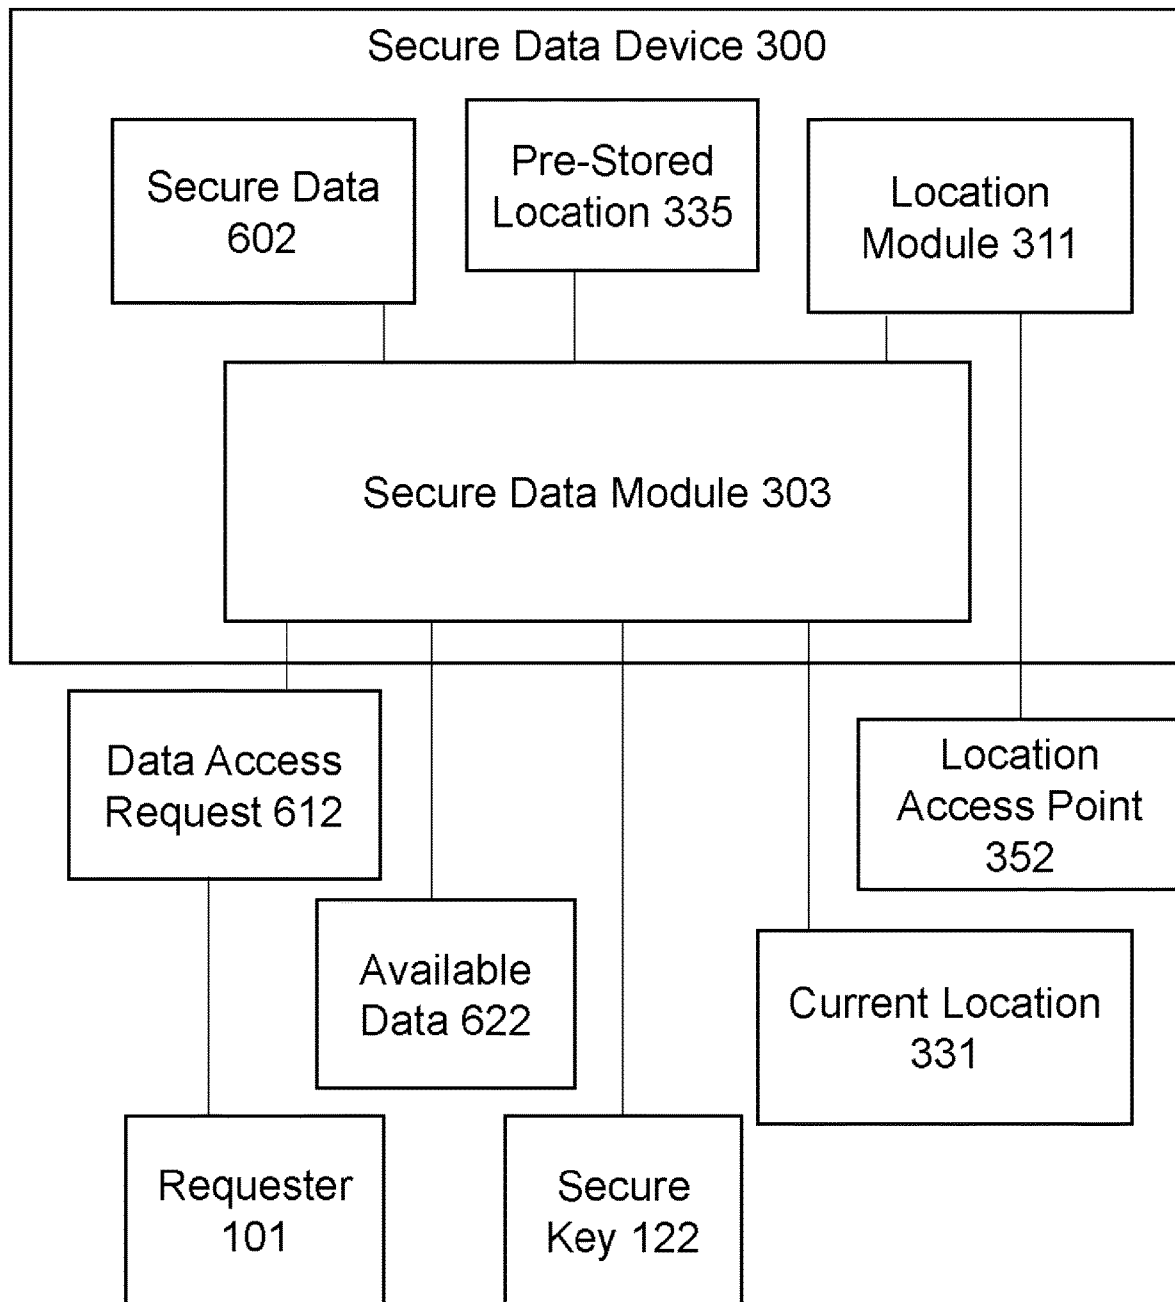 Secure Data Device 300
Secure Data
602
Pre-Stored
Location 335
Location
Module 311
Secure Data Module 303
Data Access
Request 612
Location
Access Point
352
Available
Data 622
Current Location
331
Requester
101
Secure
Key 122